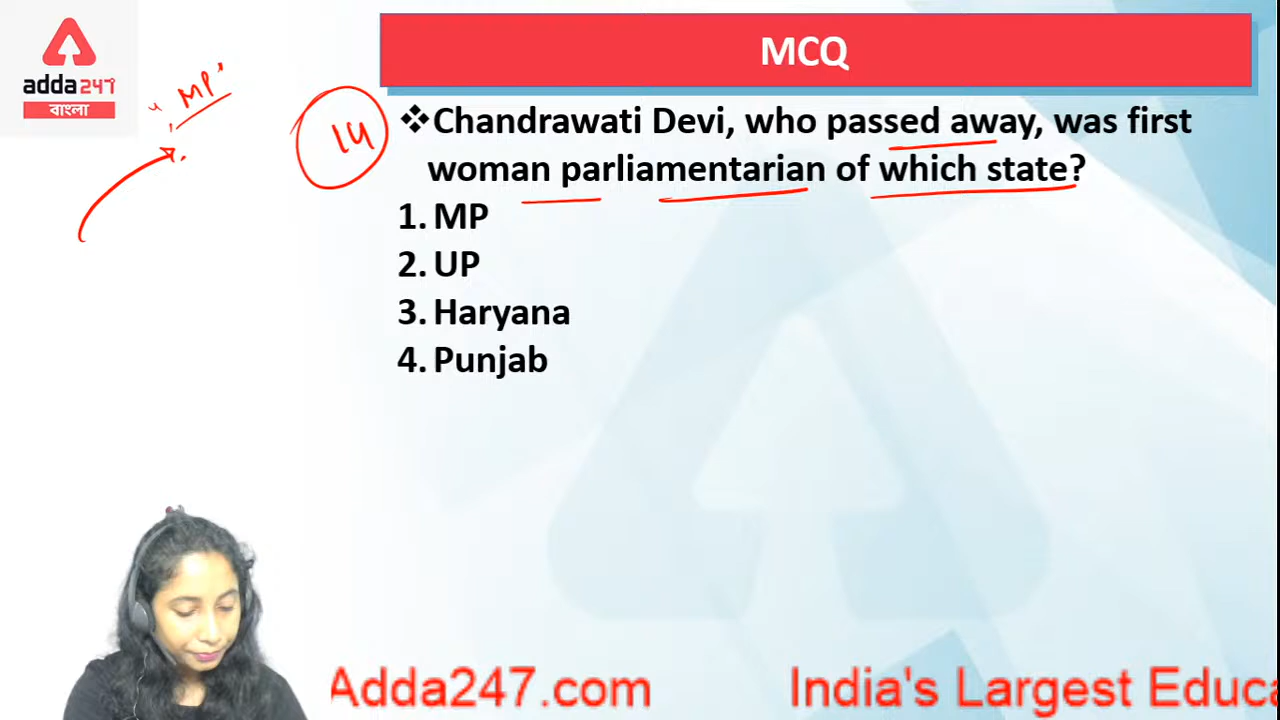 adda247
বাংলা
"MP"
14
MCQ
❖Chandrawati Devi, who passed away, was first
woman parliamentarian of which state?
1. MP
2. UP
3. Haryana
4. Punjab
Adda247.com India's Largest Educa